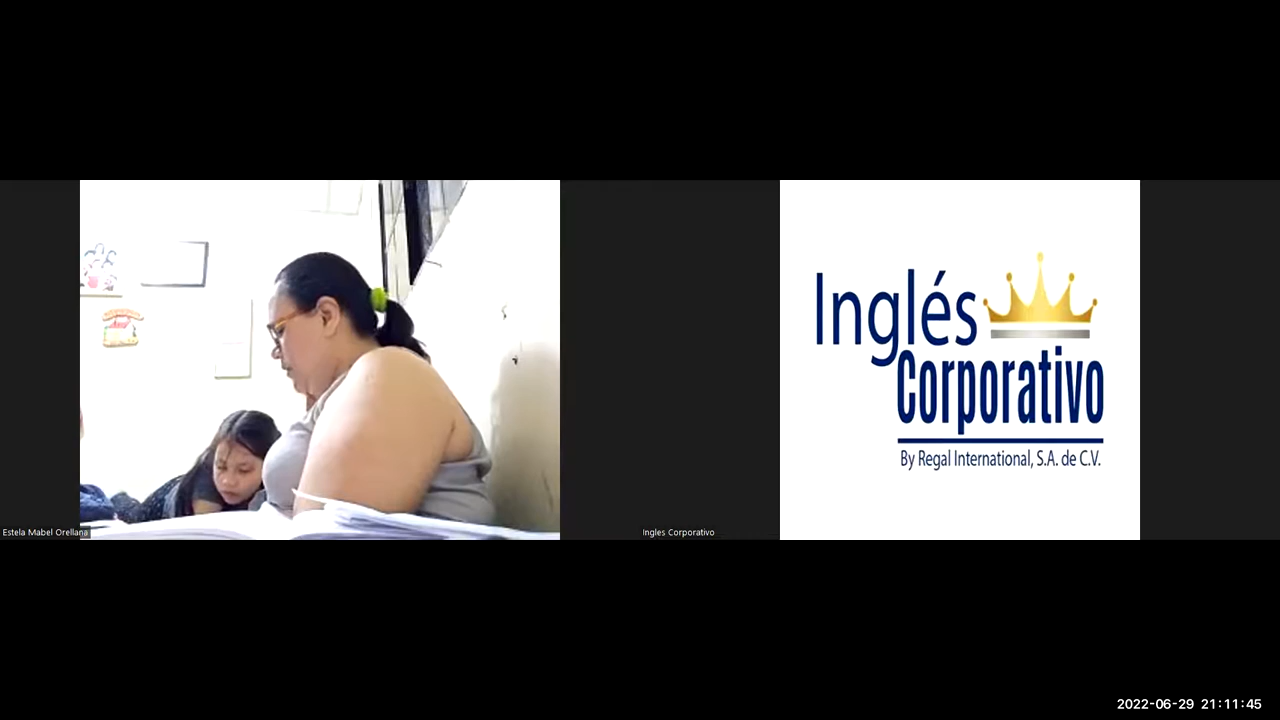 Inglés
Corporativo
By Regal International, S.A. de C.V.
Estela Mabel Orellana
Ingles Corporativo
2022-06-29 21:11:45